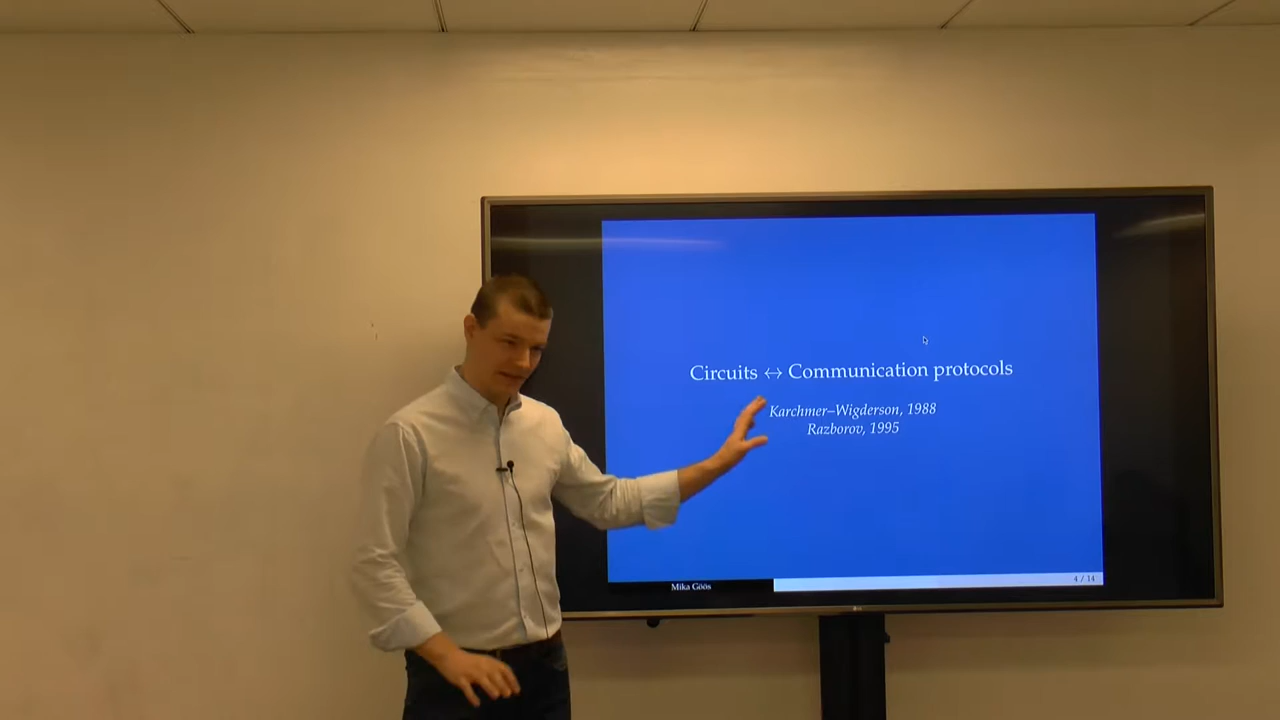 Circuits ↔ Communication protocols
Karchmer–Wigderson, 1988
Razborov, 1995
Mika Göös
4 / 14